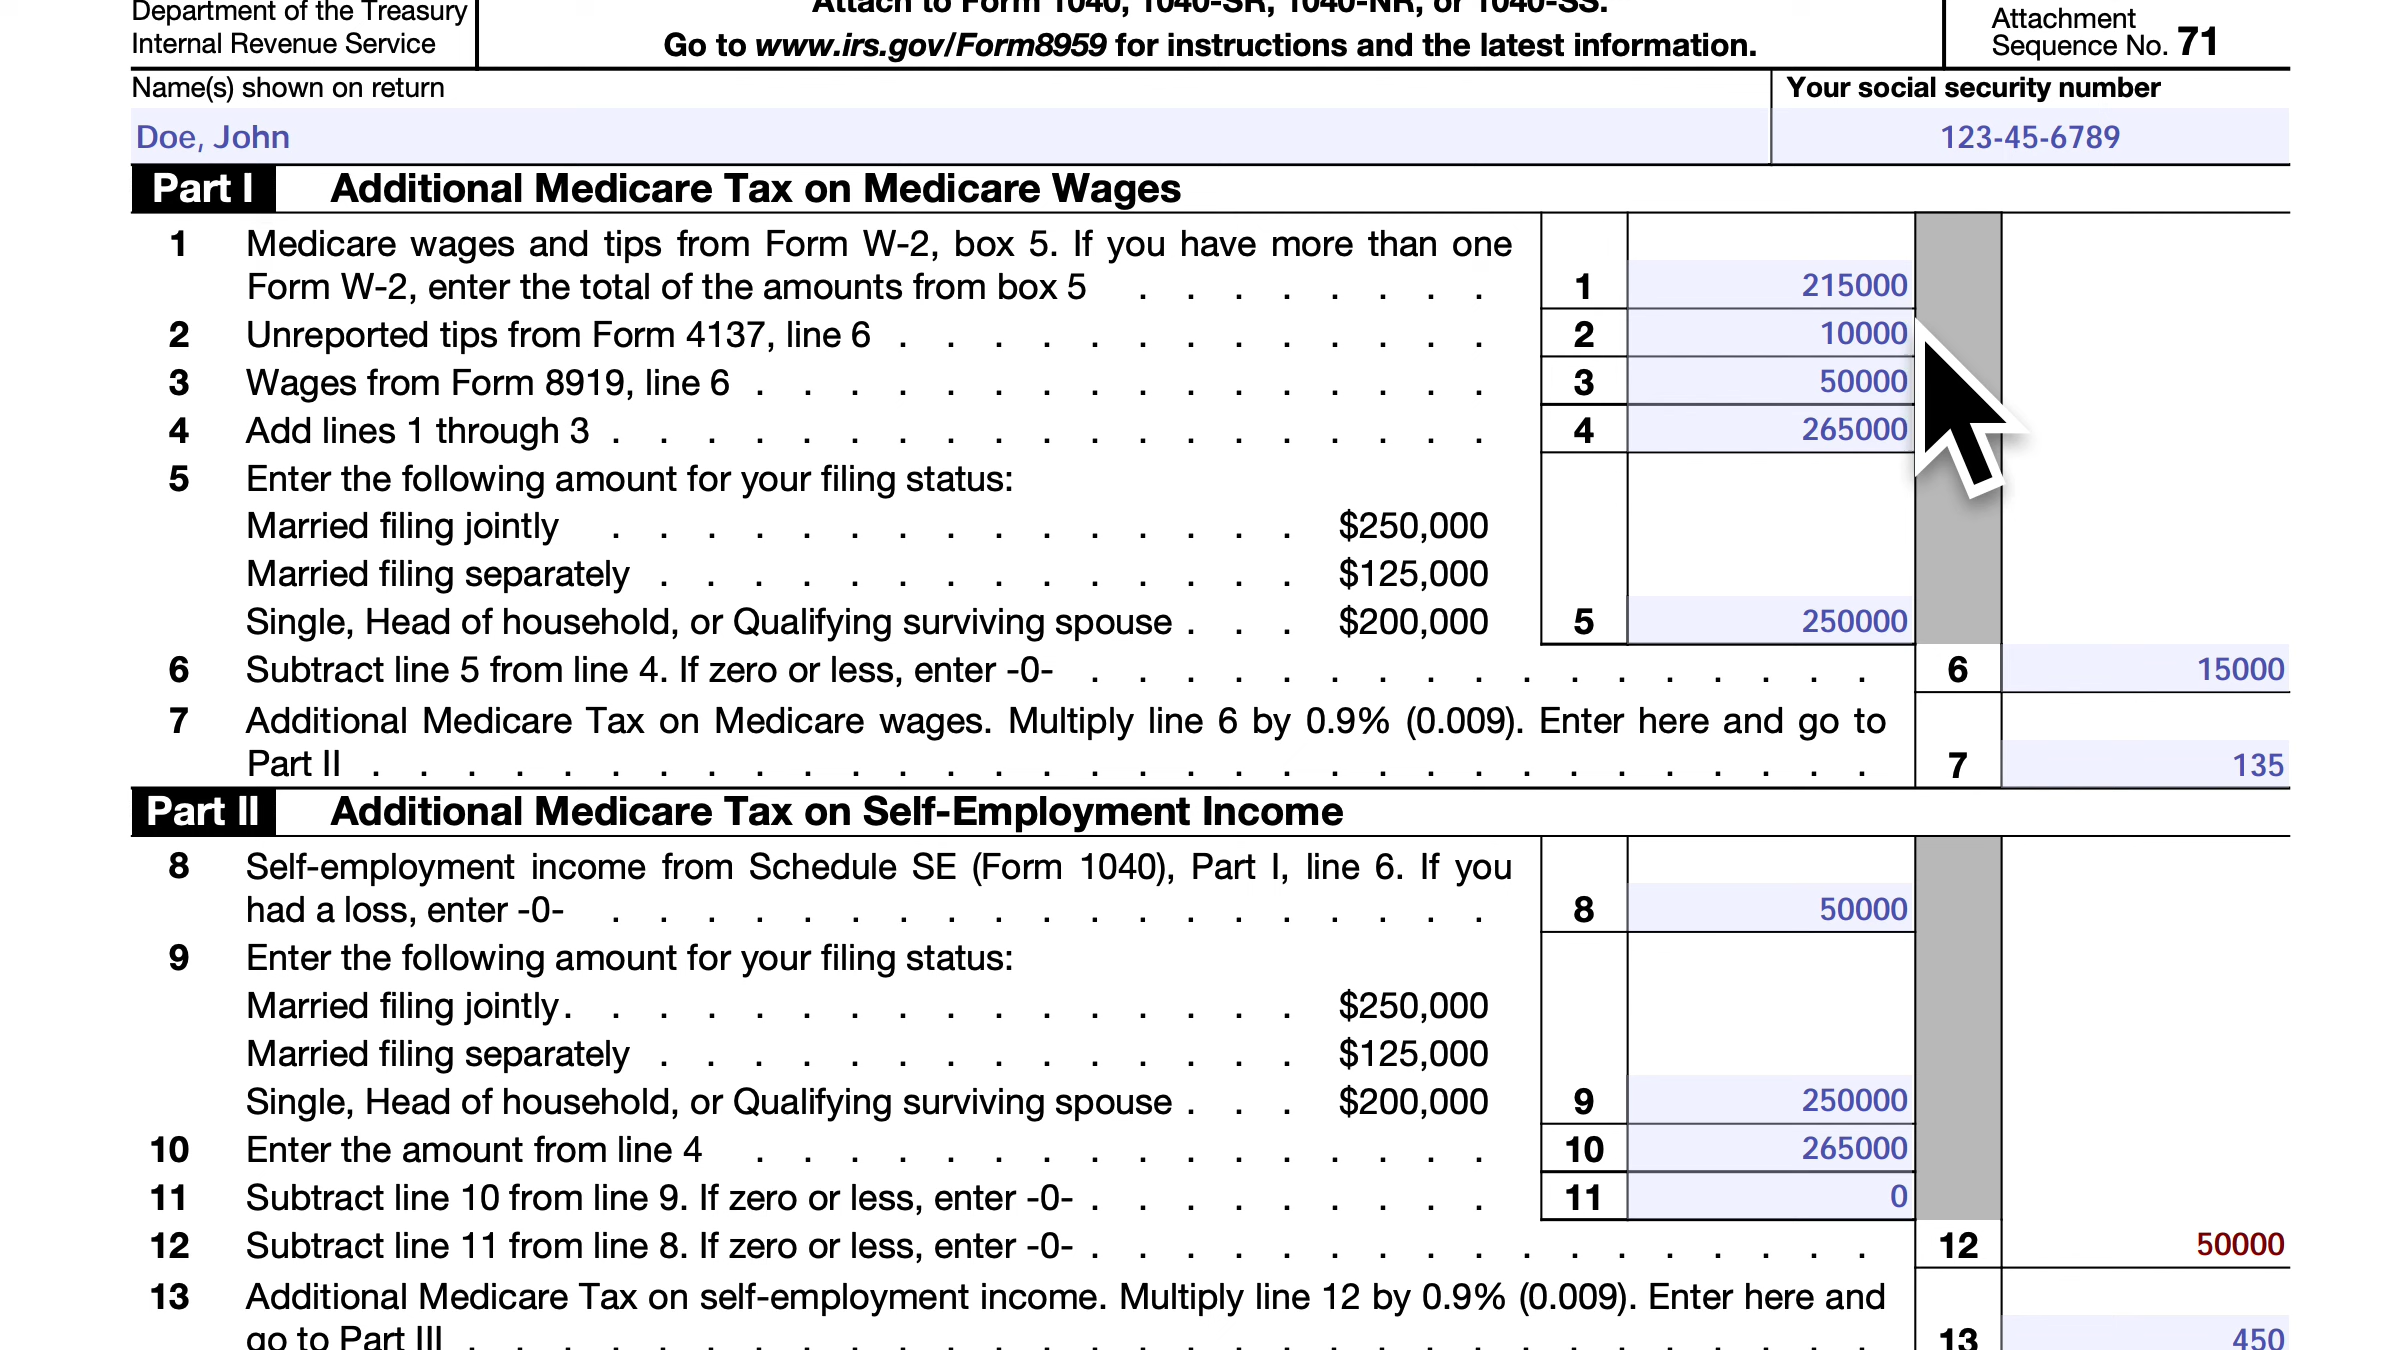 Department of the Treasury
Internal Revenue Service
Attach to Form 1040, 1040-SR, 1040-NR, or 1040-SS.
Go to www.irs.gov/Form8959 for instructions and the latest information.
Attachment
Sequence No. 71
Name(s) shown on return
Your social security number
Doe, John
123-45-6789
Part I Additional Medicare Tax on Medicare Wages
1 Medicare wages and tips from Form W-2, box 5. If you have more than one
Form W-2, enter the total of the amounts from box 5 . . . . . . . . 1 215000
2 Unreported tips from Form 4137, line 6 . . . . . . . . . . . . . 2 10000
3 Wages from Form 8919, line 6 . . . . . . . . . . . . . . . . 3 50000
4 Add lines 1 through 3 . . . . . . . . . . . . . . . . . . . 4 265000
5 Enter the following amount for your filing status:
Married filing jointly . . . . . . . . . . . . . . . $250,000
Married filing separately . . . . . . . . . . . . . . $125,000
Single, Head of household, or Qualifying surviving spouse . . . $200,000 5 250000
6 Subtract line 5 from line 4. If zero or less, enter -0- . . . . . . . . . . . . . . . . . 6 15000
7 Additional Medicare Tax on Medicare wages. Multiply line 6 by 0.9% (0.009). Enter here and go to
Part II . . . . . . . . . . . . . . . . . . . . . . . . . . . . . . . . 7 135
Part II Additional Medicare Tax on Self-Employment Income
8 Self-employment income from Schedule SE (Form 1040), Part I, line 6. If you
had a loss, enter -0- . . . . . . . . . . . . . . . . . . . 8 50000
9 Enter the following amount for your filing status:
Married filing jointly . . . . . . . . . . . . . . . . $250,000
Married filing separately . . . . . . . . . . . . . . $125,000
Single, Head of household, or Qualifying surviving spouse . . . $200,000 9 250000
10 Enter the amount from line 4 . . . . . . . . . . . . . . . . 10 265000
11 Subtract line 10 from line 9. If zero or less, enter -0- . . . . . . . . . 11 0
12 Subtract line 11 from line 8. If zero or less, enter -0- . . . . . . . . . . . . . . . . . 12 50000
13 Additional Medicare Tax on self-employment income. Multiply line 12 by 0.9% (0.009). Enter here and
go to Part III . . . . . . . . . . . . . . . . . . . . . . . . . . . . . . 13 450